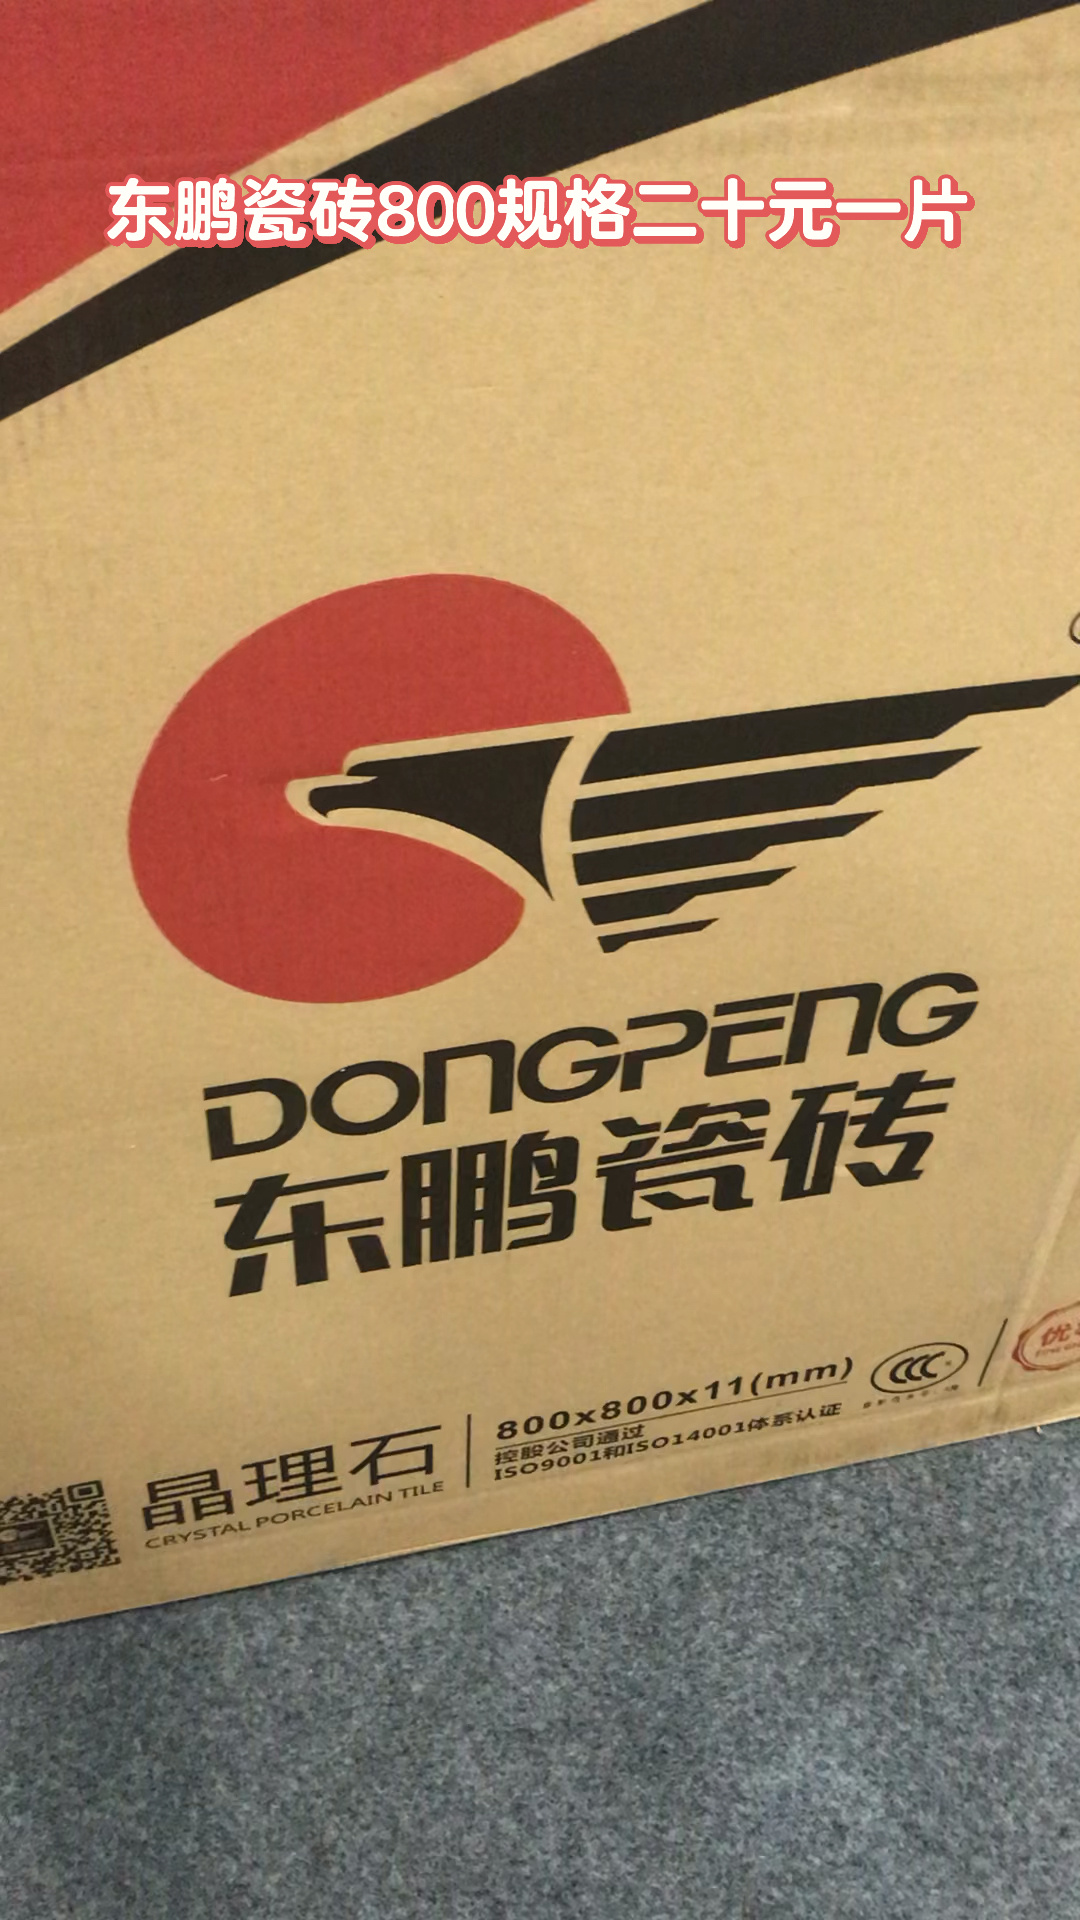 东鹏瓷砖800规格二十元一片
DONGPENG
东鹏瓷砖
晶理石
CRYSTAL PORCELAIN TILE
800x800x11(mm)
控股公司通过
ISO9001和ISO14001体系认证
CCC
优